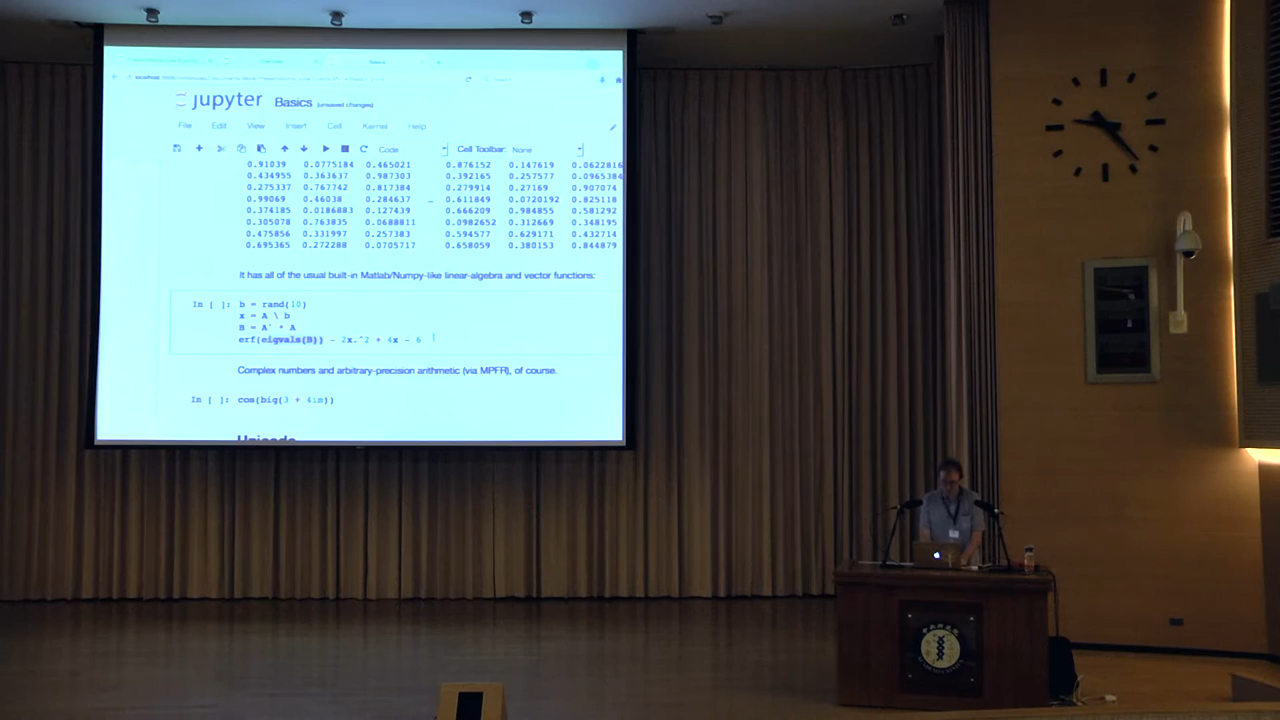 jupyter Basics (unsaved changes)
File Edit View Insert Cell Kernel Help
Code Cell Toolbar: None
0.91039 0.0775184 0.465021 0.876152 0.147619 0.0622816
0.434955 0.363637 0.987303 0.392165 0.257577 0.0965384
0.275337 0.767742 0.817384 0.279914 0.27169 0.907074
0.99069 0.46038 0.284637 … 0.611849 0.0720192 0.825118
0.374185 0.0186883 0.127439 0.666209 0.984855 0.581292
0.305078 0.763835 0.0688811 0.0982652 0.312669 0.348195
0.475856 0.331997 0.257383 0.594577 0.629171 0.432714
0.695365 0.272288 0.0705717 0.658059 0.380153 0.844879
It has all of the usual built-in Matlab/Numpy-like linear-algebra and vector functions:
In [ ]: b = rand(10)
x = A \ b
B = A' * A
erf(eigvals(B)) - 2x.^2 + 4x - 6
Complex numbers and arbitrary-precision arithmetic (via MPFR), of course.
In [ ]: cos(big(3 + 4im))
Unicode